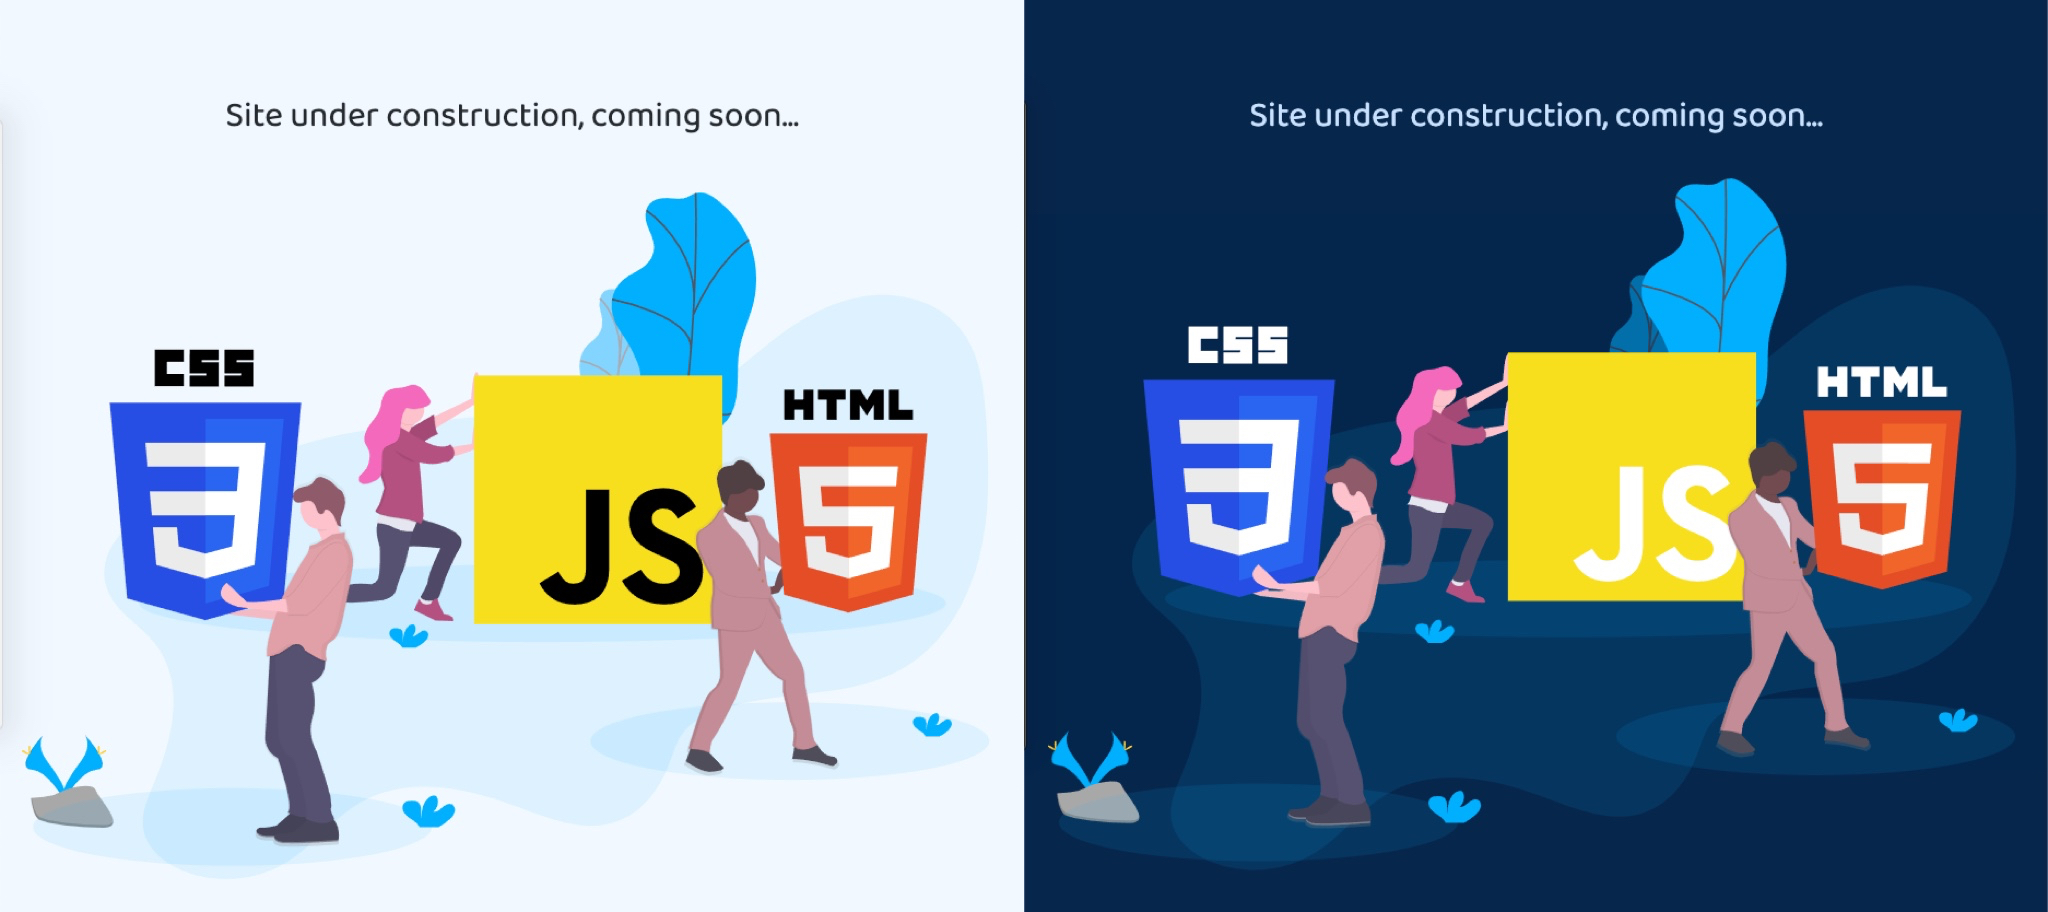 Site under construction, coming soon...
CSS
3
JS
HTML
5
Site under construction, coming soon...
CSS
3
JS
HTML
5